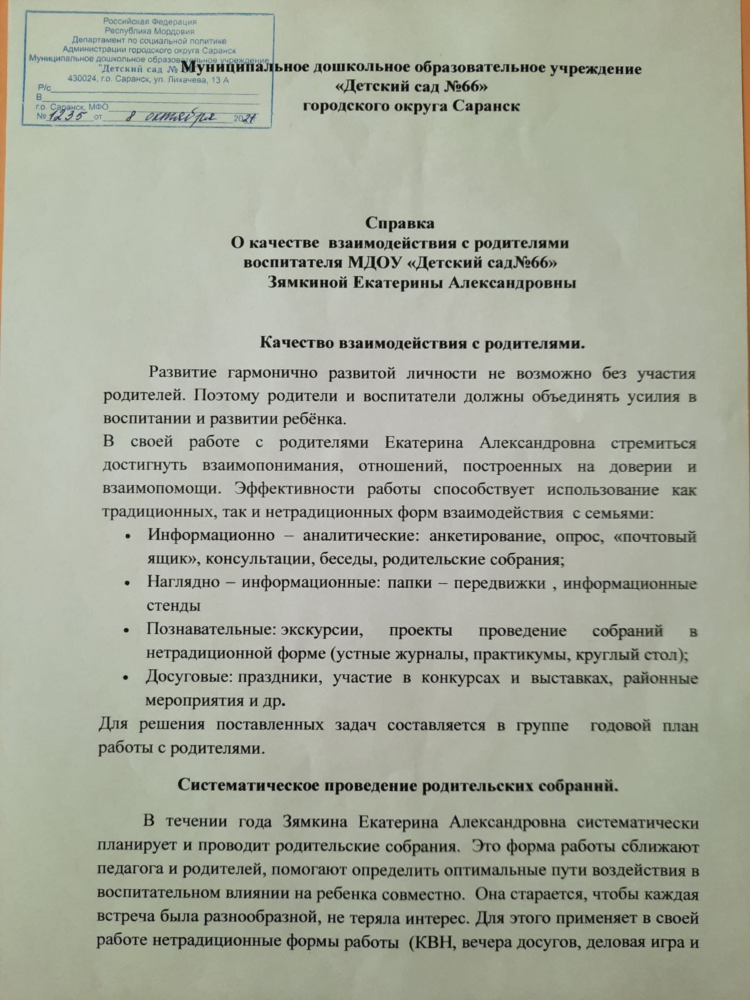 Российская Федерация
Республика Мордовия
Департамент по социальной политике
Администрации городского округа Саранск
Муниципальное дошкольное образовательное учреждение
"Детский сад №
430024, г.о. Саранск, ул. Лихачева, 13 А
Р/с
В
г.о. Саранск, МФО
№ 1235 от 8 октября 2021
Муниципальное дошкольное образовательное учреждение
«Детский сад №66»
городского округа Саранск
Справка
О качестве взаимодействия с родителями
воспитателя МДОУ «Детский сад№66»
Зямкиной Екатерины Александровны
Качество взаимодействия с родителями.
Развитие гармонично развитой личности не возможно без участия
родителей. Поэтому родители и воспитатели должны объединять усилия в
воспитании и развитии ребёнка.
В своей работе с родителями Екатерина Александровна стремиться
достигнуть взаимопонимания, отношений, построенных на доверии и
взаимопомощи. Эффективности работы способствует использование как
традиционных, так и нетрадиционных форм взаимодействия с семьями:
• Информационно – аналитические: анкетирование, опрос, «почтовый
ящик», консультации, беседы, родительские собрания;
• Наглядно – информационные: папки – передвижки , информационные
стенды
• Познавательные: экскурсии, проекты проведение собраний в
нетрадиционной форме (устные журналы, практикумы, круглый стол);
• Досуговые: праздники, участие в конкурсах и выставках, районные
мероприятия и др.
Для решения поставленных задач составляется в группе годовой план
работы с родителями.
Систематическое проведение родительских собраний.
В течении года Зямкина Екатерина Александровна систематически
планирует и проводит родительские собрания. Это форма работы сближают
педагога и родителей, помогают определить оптимальные пути воздействия в
воспитательном влиянии на ребенка совместно. Она старается, чтобы каждая
встреча была разнообразной, не теряла интерес. Для этого применяет в своей
работе нетрадиционные формы работы (КВН, вечера досугов, деловая игра и